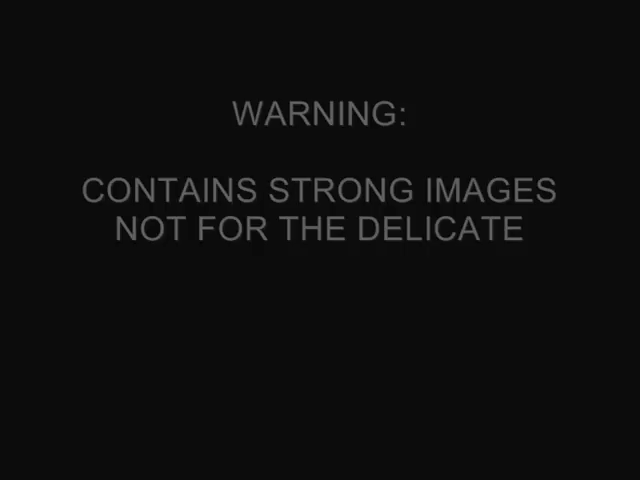 WARNING:
CONTAINS STRONG IMAGES
NOT FOR THE DELICATE